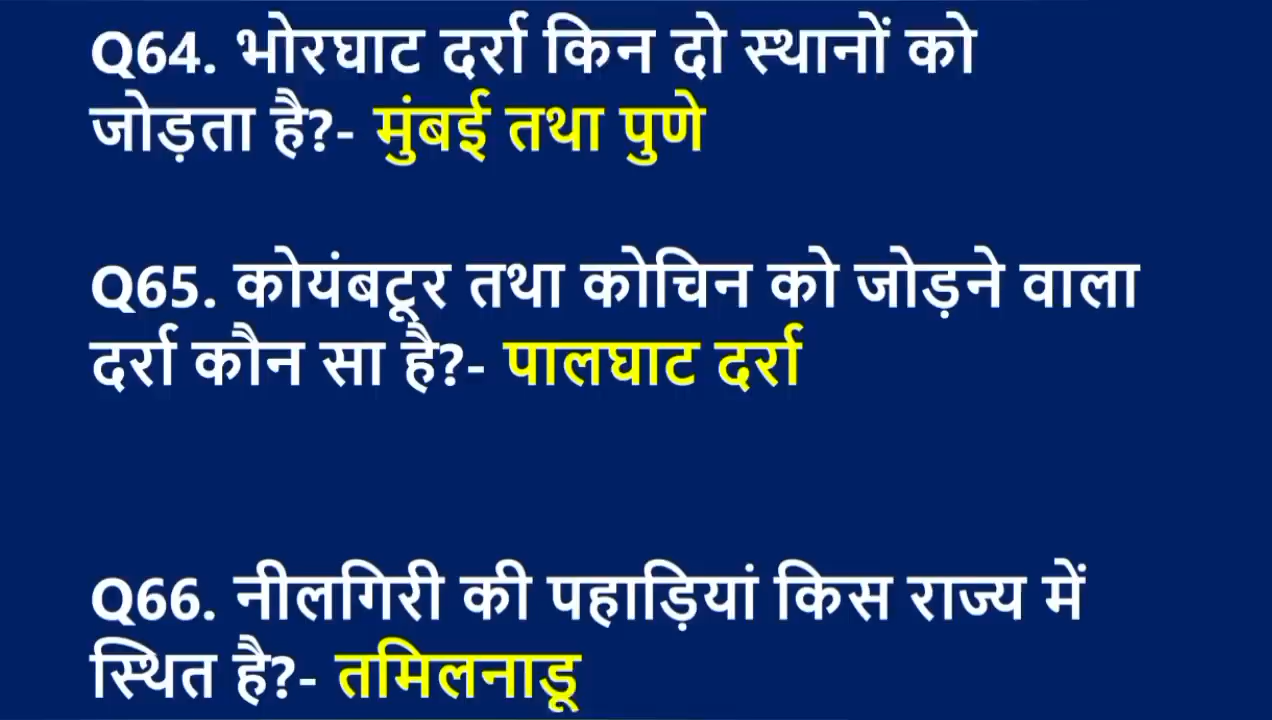 Q64. भोरघाट दर्रा किन दो स्थानों को
जोड़ता है?- मुंबई तथा पुणे
Q65. कोयंबटूर तथा कोचिन को जोड़ने वाला
दर्रा कौन सा है?- पालघाट दर्रा
Q66. नीलगिरी की पहाड़ियां किस राज्य में
स्थित है?- तमिलनाडू